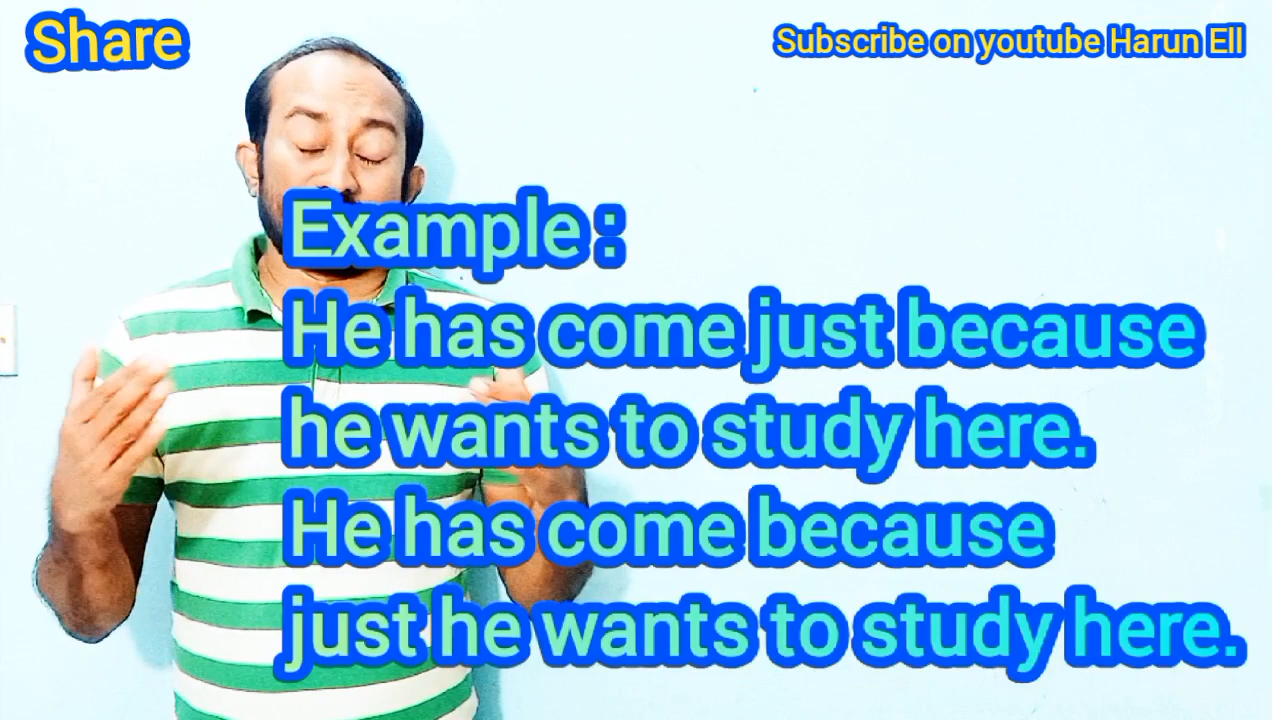 Share
Subscribe on youtube Harun Ell
Example :
He has come just because
he wants to study here.
He has come because
just he wants to study here.